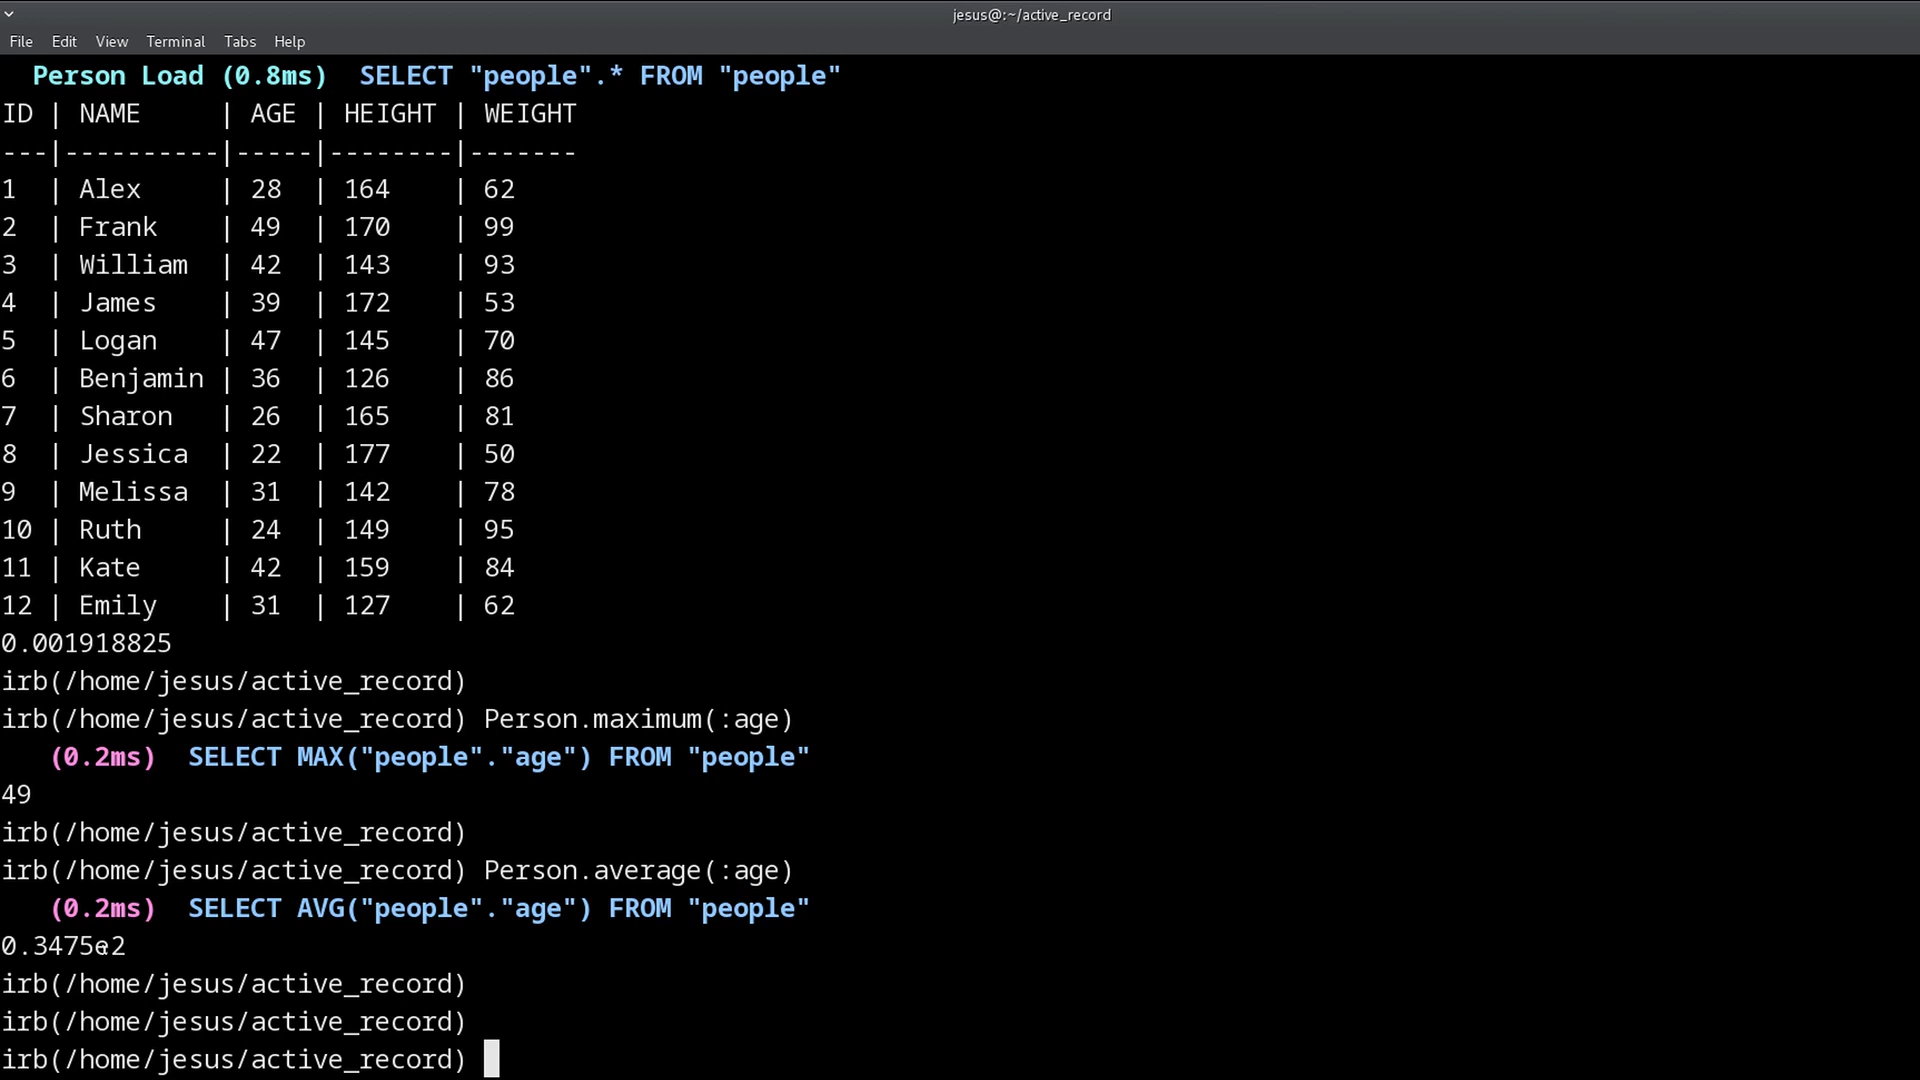 jesus@:~/active_record
File Edit View Terminal Tabs Help
Person Load (0.8ms)  SELECT "people".* FROM "people"
ID | NAME     | AGE | HEIGHT | WEIGHT
---|----------|-----|--------|-------
1  | Alex     | 28  | 164    | 62
2  | Frank    | 49  | 170    | 99
3  | William  | 42  | 143    | 93
4  | James    | 39  | 172    | 53
5  | Logan    | 47  | 145    | 70
6  | Benjamin | 36  | 126    | 86
7  | Sharon   | 26  | 165    | 81
8  | Jessica  | 22  | 177    | 50
9  | Melissa  | 31  | 142    | 78
10 | Ruth     | 24  | 149    | 95
11 | Kate     | 42  | 159    | 84
12 | Emily    | 31  | 127    | 62
0.001918825
irb(/home/jesus/active_record)
irb(/home/jesus/active_record) Person.maximum(:age)
(0.2ms)  SELECT MAX("people"."age") FROM "people"
49
irb(/home/jesus/active_record)
irb(/home/jesus/active_record) Person.average(:age)
(0.2ms)  SELECT AVG("people"."age") FROM "people"
0.3475e2
irb(/home/jesus/active_record)
irb(/home/jesus/active_record)
irb(/home/jesus/active_record)